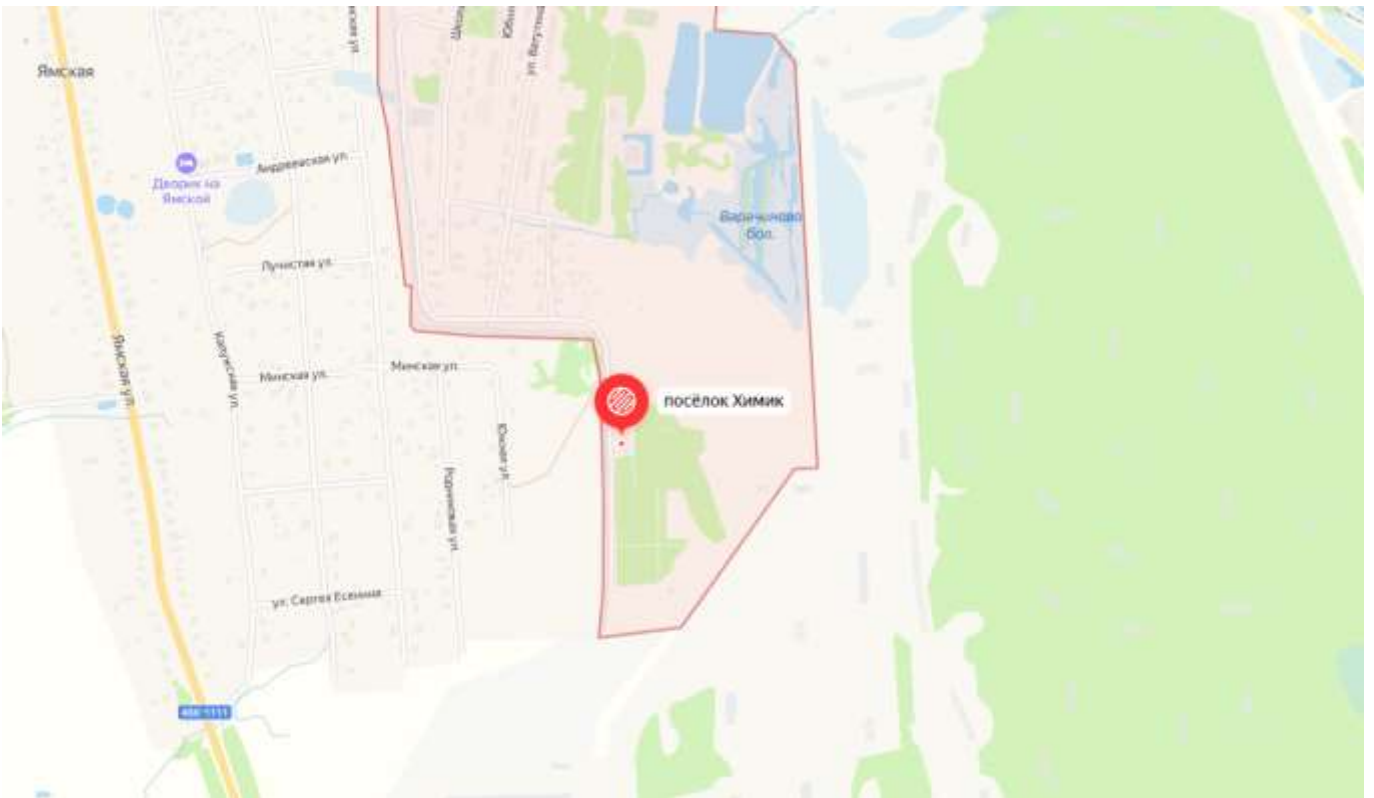 Ямская
ул. Ватутина
Андреевская ул.
Дворик на
Ямской
Варачиново
бол.
Лучистая ул.
Ямская ул.
Калужская ул.
Минская ул.
Минская ул.
посёлок Химик
Южная ул.
Родниковая ул.
ул. Сергея Есенина